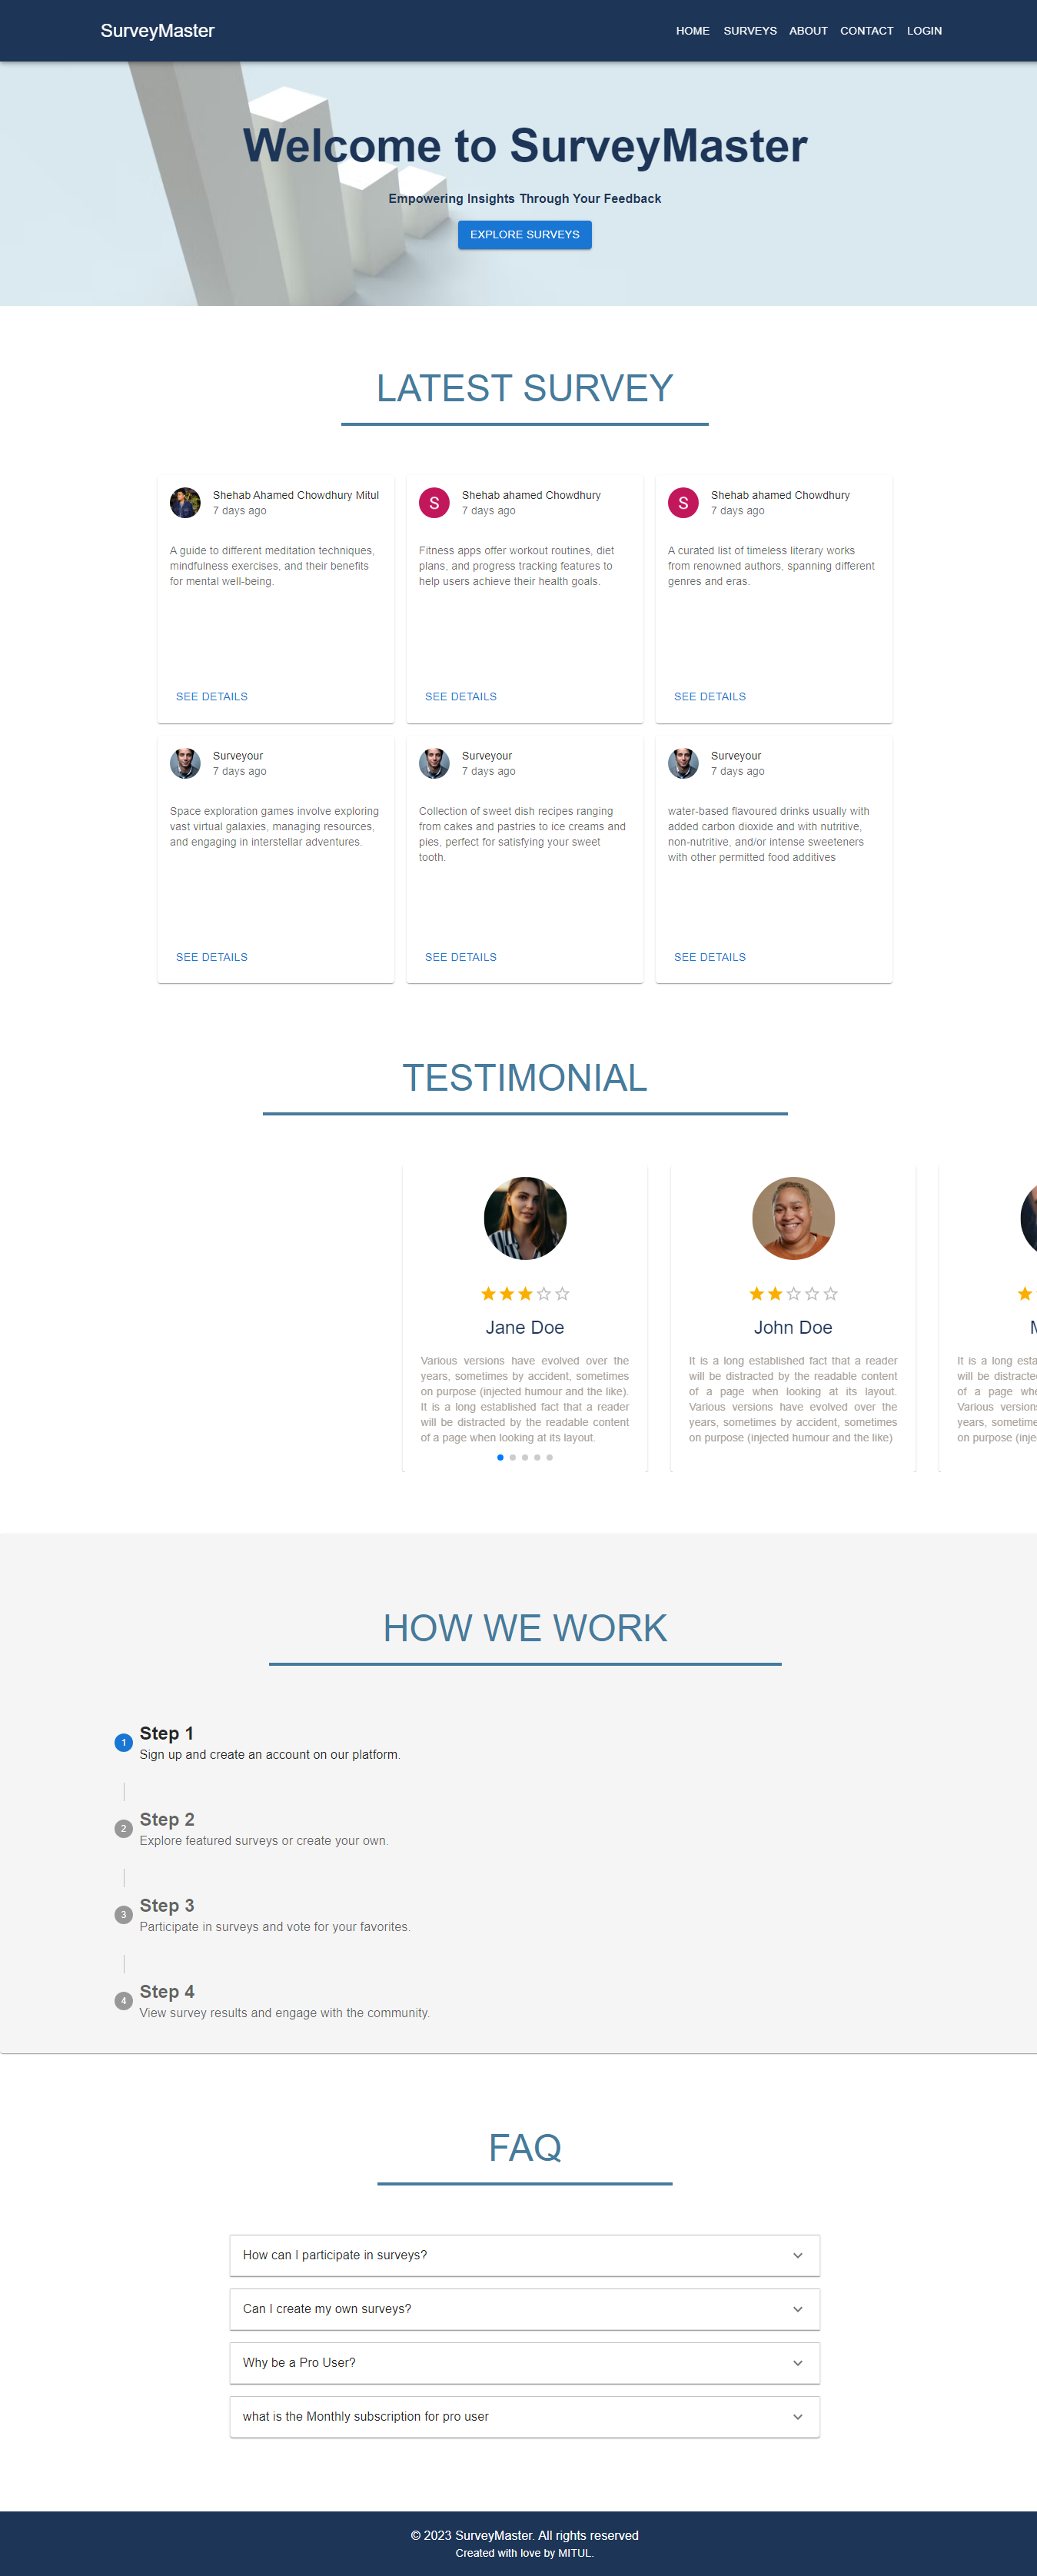 SurveyMaster
HOME SURVEYS ABOUT CONTACT LOGIN
Welcome to SurveyMaster
Empowering Insights Through Your Feedback
EXPLORE SURVEYS
LATEST SURVEY
Shehab Ahamed Chowdhury Mitul
7 days ago
A guide to different meditation techniques,
mindfulness exercises, and their benefits
for mental well-being.
SEE DETAILS
S
Shehab ahamed Chowdhury
7 days ago
Fitness apps offer workout routines, diet
plans, and progress tracking features to
help users achieve their health goals.
SEE DETAILS
S
Shehab ahamed Chowdhury
7 days ago
A curated list of timeless literary works
from renowned authors, spanning different
genres and eras.
SEE DETAILS
Surveyour
7 days ago
Space exploration games involve exploring
vast virtual galaxies, managing resources,
and engaging in interstellar adventures.
SEE DETAILS
Surveyour
7 days ago
Collection of sweet dish recipes ranging
from cakes and pastries to ice creams and
pies, perfect for satisfying your sweet
tooth.
SEE DETAILS
Surveyour
7 days ago
water-based flavoured drinks usually with
added carbon dioxide and with nutritive,
non-nutritive, and/or intense sweeteners
with other permitted food additives
SEE DETAILS
TESTIMONIAL
Jane Doe
Various versions have evolved over the
years, sometimes by accident, sometimes
on purpose (injected humour and the like).
It is a long established fact that a reader
will be distracted by the readable content
of a page when looking at its layout.
John Doe
It is a long established fact that a reader
will be distracted by the readable content
of a page when looking at its layout.
Various versions have evolved over the
years, sometimes by accident, sometimes
on purpose (injected humour and the like)
It is a long
will be
of a page
Various
years,
on purpose
HOW WE WORK
1
Step 1
Sign up and create an account on our platform.
2
Step 2
Explore featured surveys or create your own.
3
Step 3
Participate in surveys and vote for your favorites.
4
Step 4
View survey results and engage with the community.
FAQ
How can I participate in surveys?
Can I create my own surveys?
Why be a Pro User?
what is the Monthly subscription for pro user
© 2023 SurveyMaster. All rights reserved
Created with love by MITUL.